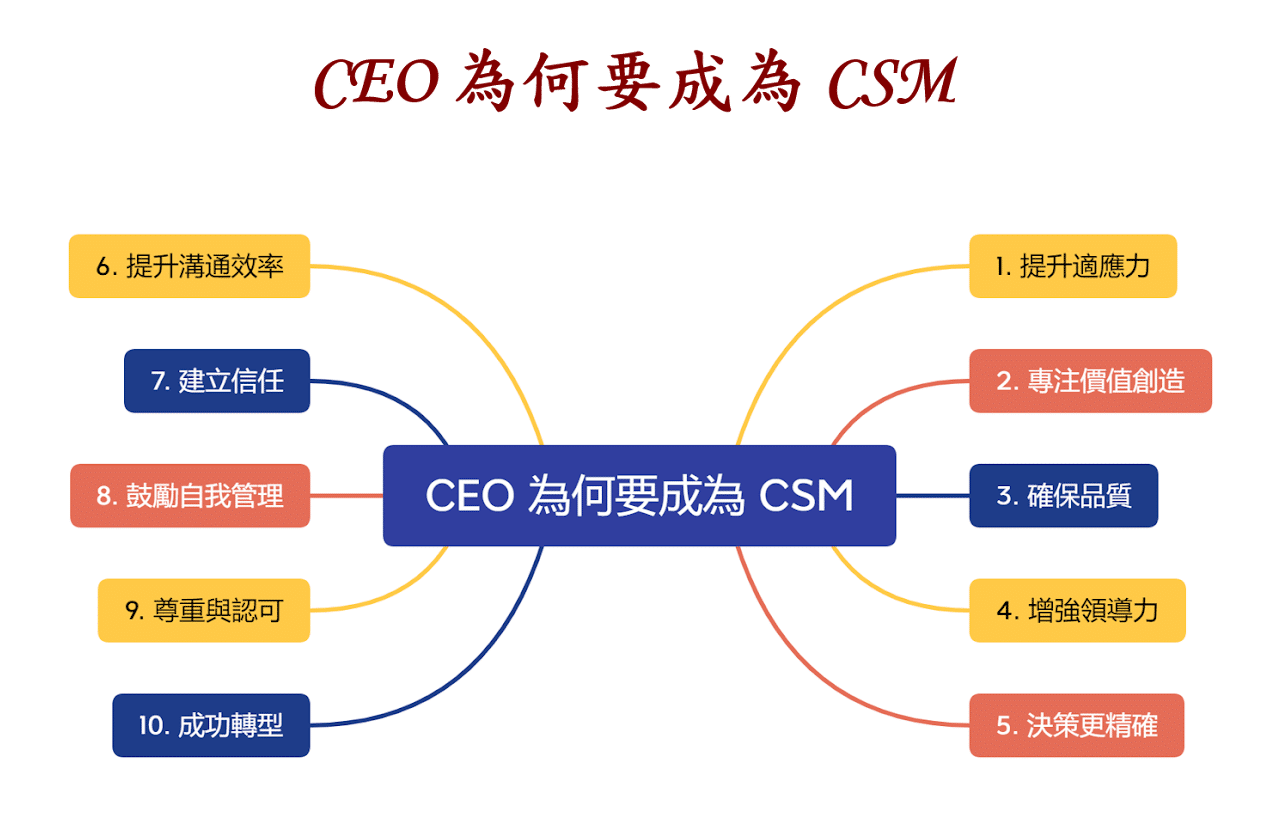 CEO 為何要成為 CSM
6. 提升溝通效率
1. 提升適應力
7. 建立信任
2. 專注價值創造
8. 鼓勵自我管理
CEO 為何要成為 CSM
3. 確保品質
9. 尊重與認可
4. 增強領導力
10. 成功轉型
5. 決策更精確